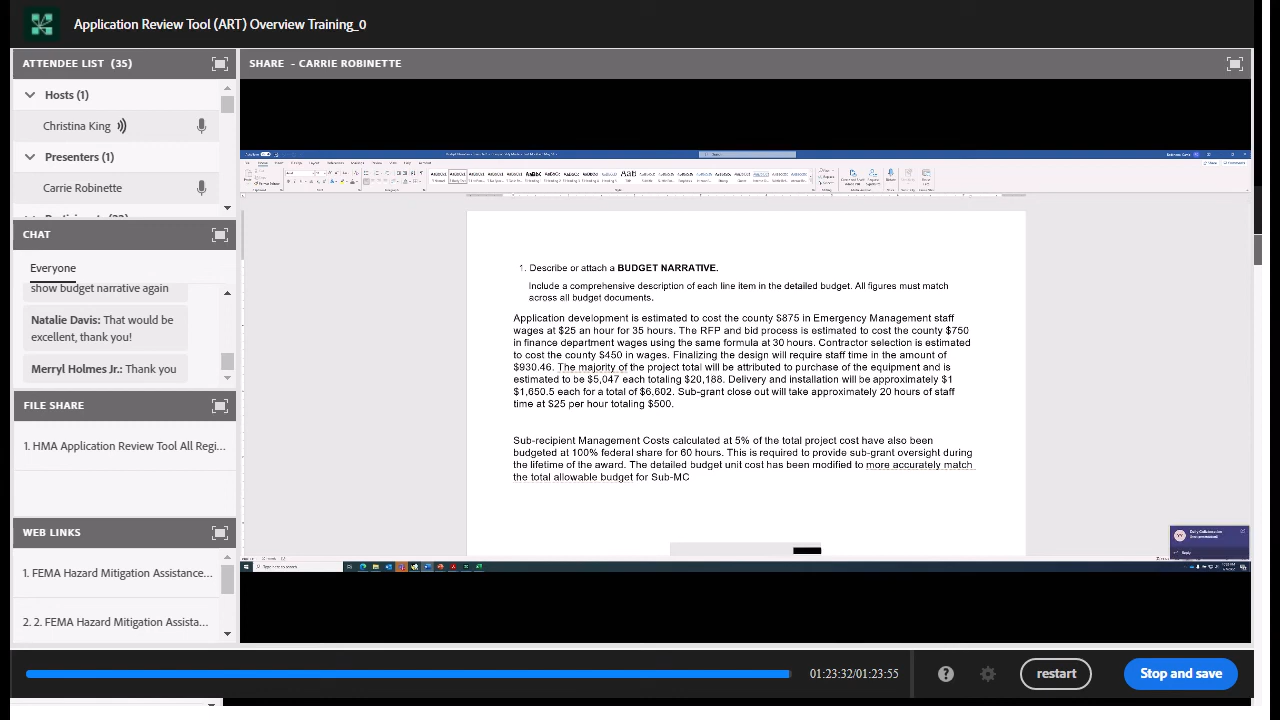 Application Review Tool (ART) Overview Training_0
ATTENDEE LIST (35)
Hosts (1)
Christina King
Presenters (1)
Carrie Robinette
CHAT
Everyone
show budget narrative again
Natalie Davis: That would be
excellent, thank you!
Merryl Holmes Jr.: Thank you
FILE SHARE
1. HMA Application Review Tool All Regi...
WEB LINKS
1. FEMA Hazard Mitigation Assistance...
2. 2. FEMA Hazard Mitigation Assista...
SHARE - CARRIE ROBINETTE
1. Describe or attach a BUDGET NARRATIVE.
Include a comprehensive description of each line item in the detailed budget. All figures must match
across all budget documents.
Application development is estimated to cost the county $875 in Emergency Management staff
wages at $25 an hour for 35 hours. The RFP and bid process is estimated to cost the county $750
in finance department wages using the same formula at 30 hours. Contractor selection is estimated
to cost the county $450 in wages. Finalizing the design will require staff time in the amount of
$930.46. The majority of the project total will be attributed to purchase of the equipment and is
estimated to be $5,047 each totaling $20,188. Delivery and installation will be approximately $1
$1,650.5 each for a total of $6,602. Sub-grant close out will take approximately 20 hours of staff
time at $25 per hour totaling $500.
Sub-recipient Management Costs calculated at 5% of the total project cost have also been
budgeted at 100% federal share for 60 hours. This is required to provide sub-grant oversight during
the lifetime of the award. The detailed budget unit cost has been modified to more accurately match
the total allowable budget for Sub-MC
Reply
01:23:32/01:23:55
restart
Stop and save